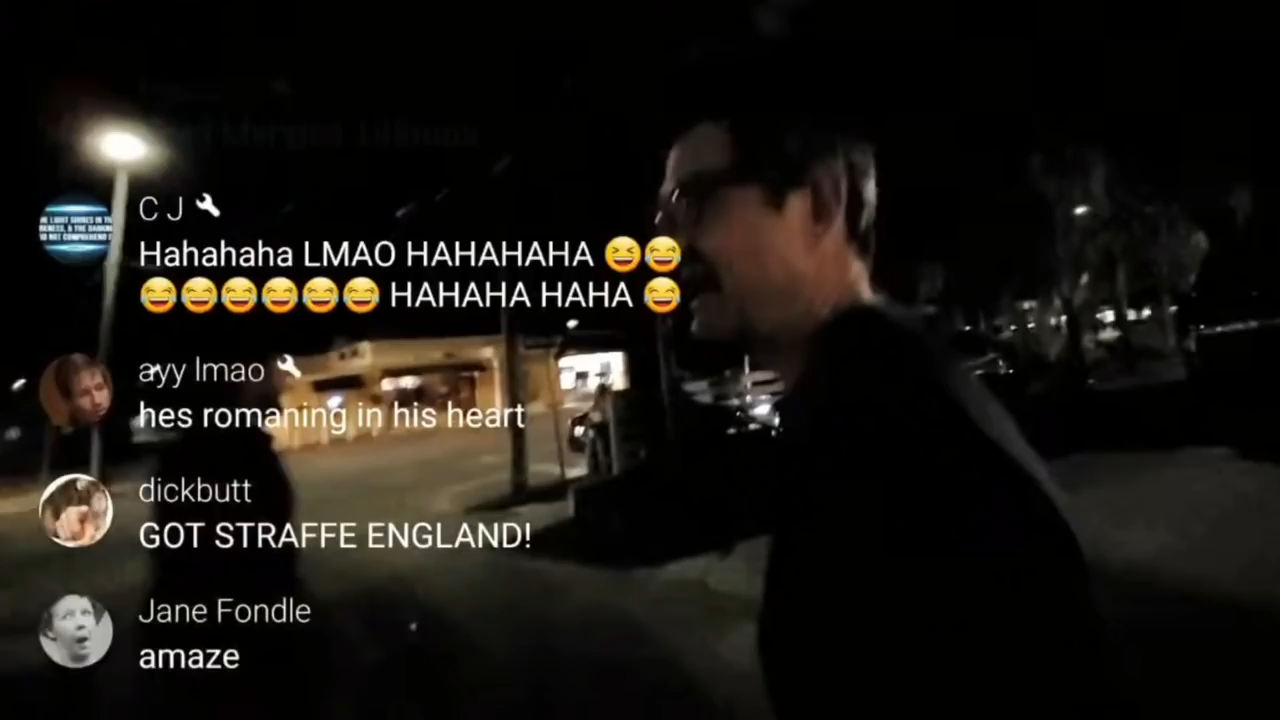 C J
Hahahaha LMAO HAHAHAHA 😆😂
😂😂😂😂😂😂 HAHAHA HAHA 😂
ayy lmao
hes romaning in his heart
dickbutt
GOT STRAFFE ENGLAND!
Jane Fondle
amaze